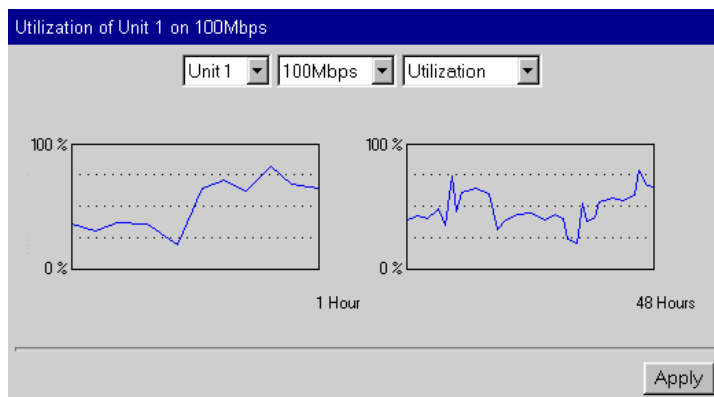 Utilization of Unit 1 on 100Mbps
Unit 1 100Mbps Utilization
100 % 100 %
0 % 0 %
1 Hour 48 Hours
Apply